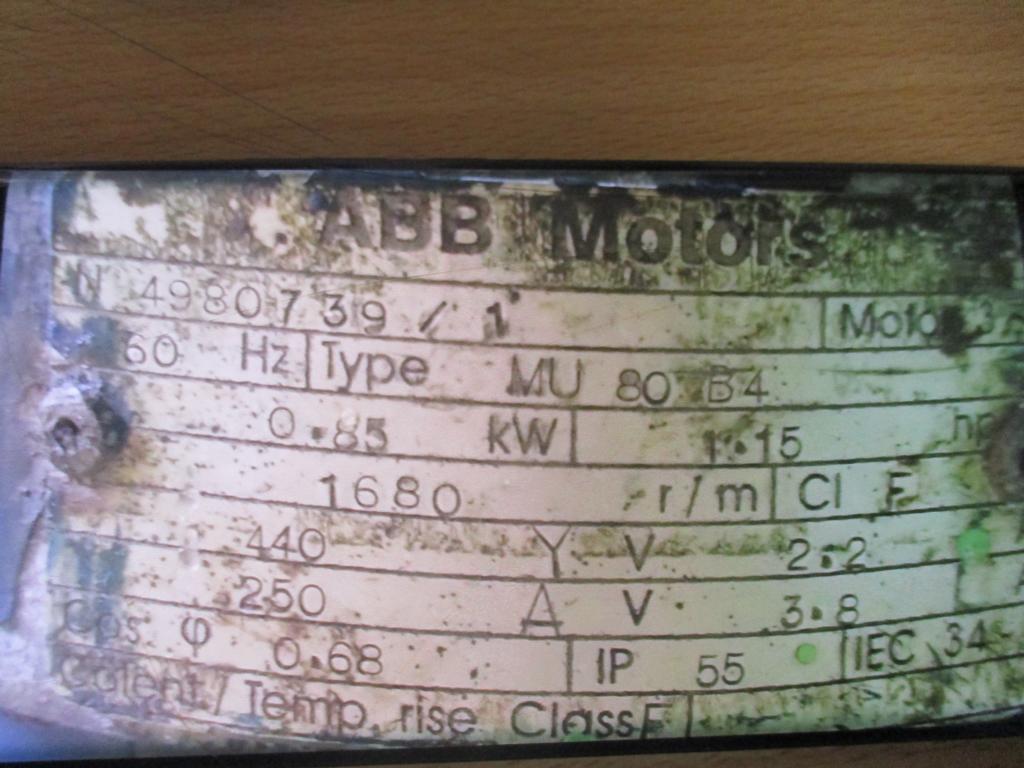 ABB Motors
N 4980739 / 1 Motor 3
60 Hz Type MU 80 B4
0.85 kW 1.15 hp
1680 r/m Cl F
440 Y V 2.2
250 Δ V 3.8
Cos φ 0.68 IP 55 IEC 34-
/ Temp. rise Class F